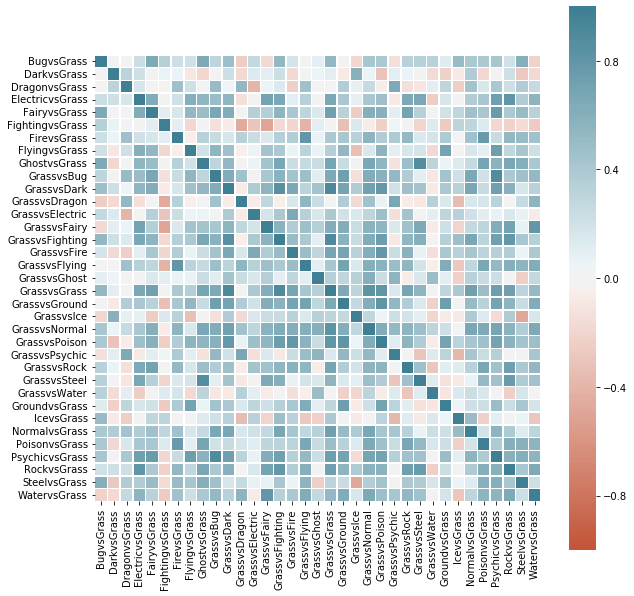 BugvsGrass
DarkvsGrass
DragonvsGrass
ElectricvsGrass
FairyvsGrass
FightingvsGrass
FirevsGrass
FlyingvsGrass
GhostvsGrass
GrassvsBug
GrassvsDark
GrassvsDragon
GrassvsElectric
GrassvsFairy
GrassvsFighting
GrassvsFire
GrassvsFlying
GrassvsGhost
GrassvsGrass
GrassvsGround
GrassvsIce
GrassvsNormal
GrassvsPoison
GrassvsPsychic
GrassvsRock
GrassvsSteel
GrassvsWater
GroundvsGrass
IcevsGrass
NormalvsGrass
PoisonvsGrass
PsychicvsGrass
RockvsGrass
SteelvsGrass
WatervsGrass
BugvsGrass
DarkvsGrass
DragonvsGrass
ElectricvsGrass
FairyvsGrass
FightingvsGrass
FirevsGrass
FlyingvsGrass
GhostvsGrass
GrassvsBug
GrassvsDark
GrassvsDragon
GrassvsElectric
GrassvsFairy
GrassvsFighting
GrassvsFire
GrassvsFlying
GrassvsGhost
GrassvsGrass
GrassvsGround
GrassvsIce
GrassvsNormal
GrassvsPoison
GrassvsPsychic
GrassvsRock
GrassvsSteel
GrassvsWater
GroundvsGrass
IcevsGrass
NormalvsGrass
PoisonvsGrass
PsychicvsGrass
RockvsGrass
SteelvsGrass
WatervsGrass
0.8
0.4
0.0
−0.4
−0.8